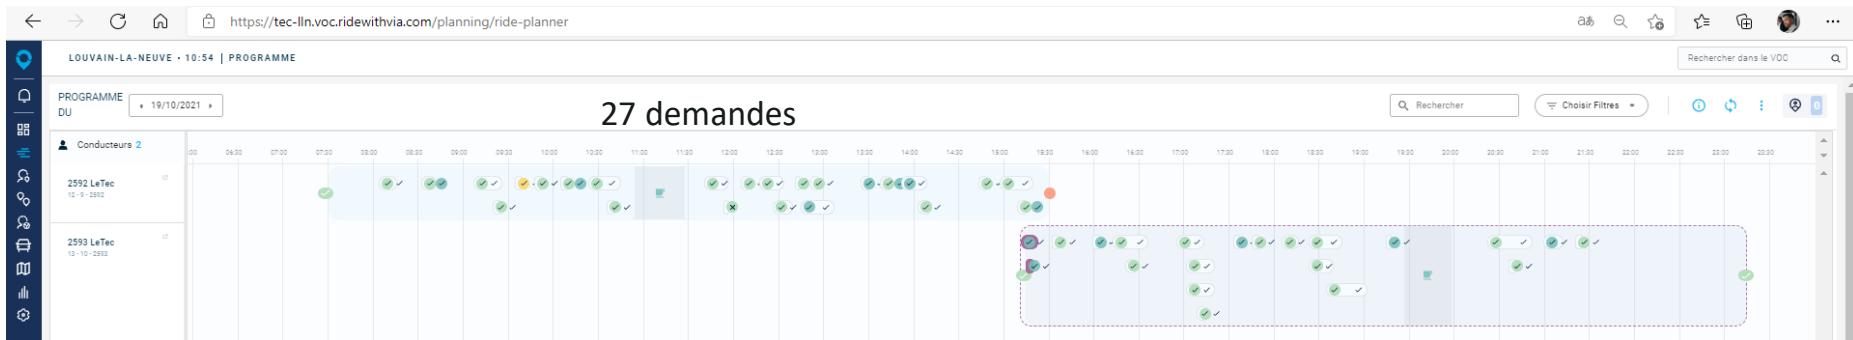 https://tec-lln.voc.ridewithvia.com/planning/ride-planner
LOUVAIN-LA-NEUVE • 10:54 | PROGRAMME
Rechercher dans le VOC
PROGRAMME
DU
19/10/2021
27 demandes
Rechercher
Choisir Filtres
0
Conducteurs 2
:00 06:30 07:00 07:30 08:00 08:30 09:00 09:30 10:00 10:30 11:00 11:30 12:00 12:30 13:00 13:30 14:00 14:30 15:00 15:30 16:00 16:30 17:00 17:30 18:00 18:30 19:00 19:30 20:00 20:30 21:00 21:30 22:00 22:30 23:00 23:30
2592 LeTec
12 - 9 - 2592
2593 LeTec
13 - 10 - 2593